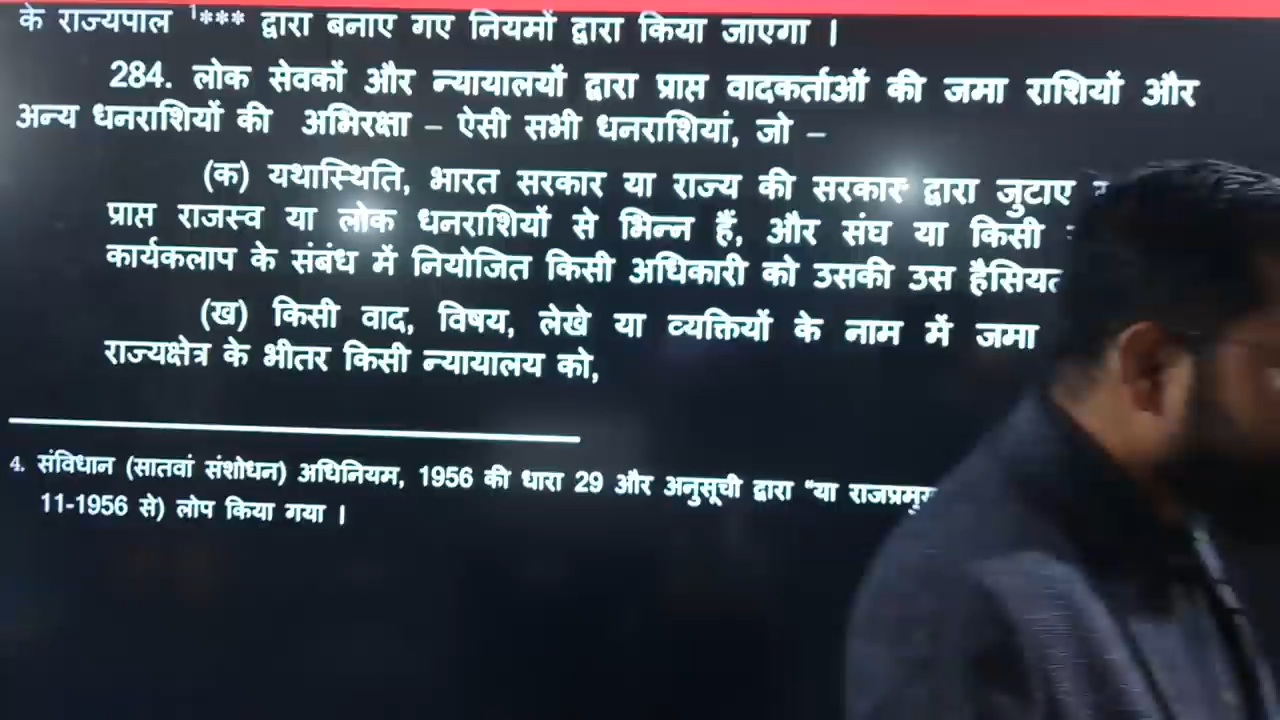 के राज्यपाल ¹*** द्वारा बनाए गए नियमों द्वारा किया जाएगा ।
284. लोक सेवकों और न्यायालयों द्वारा प्राप्त वादकर्ताओं की जमा राशियों और
अन्य धनराशियों की अभिरक्षा – ऐसी सभी धनराशियां, जो –
(क) यथास्थिति, भारत सरकार या राज्य की सरकार द्वारा जुटाए
प्राप्त राजस्व या लोक धनराशियों से भिन्न हैं, और संघ या किसी
कार्यकलाप के संबंध में नियोजित किसी अधिकारी को उसकी उस
(ख) किसी वाद, विषय, लेखे या व्यक्तियों के नाम में जमा
राज्यक्षेत्र के भीतर किसी न्यायालय को,
4. संविधान (सातवां संशोधन) अधिनियम, 1956 की धारा 29 और अनुसूची द्वारा "या
11-1956 से) लोप किया गया ।